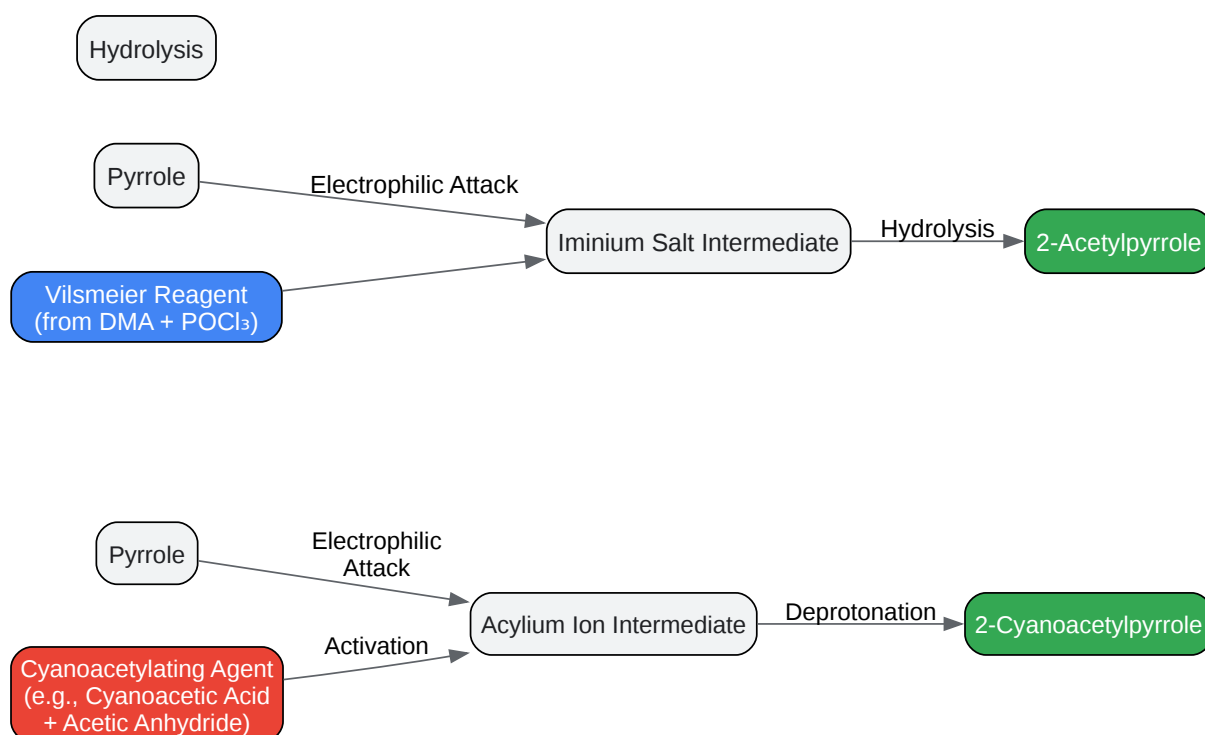 Hydrolysis
Pyrrole
Electrophilic Attack
Iminium Salt Intermediate
Hydrolysis
2-Acetylpyrrole
Vilsmeier Reagent
(from DMA + POCl₃)
Pyrrole
Electrophilic
Attack
Acylium Ion Intermediate
Deprotonation
2-Cyanoacetylpyrrole
Activation
Cyanoacetylating Agent
(e.g., Cyanoacetic Acid
+ Acetic Anhydride)